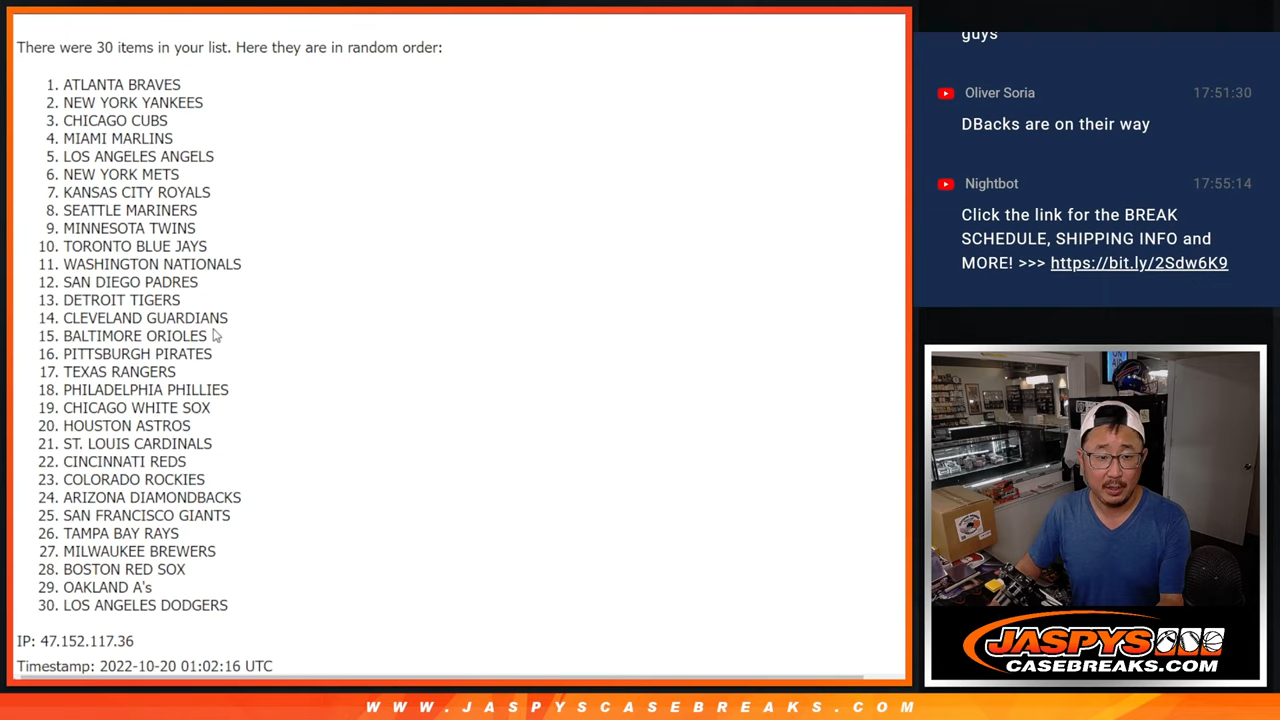 There were 30 items in your list. Here they are in random order:
1. ATLANTA BRAVES
2. NEW YORK YANKEES
3. CHICAGO CUBS
4. MIAMI MARLINS
5. LOS ANGELES ANGELS
6. NEW YORK METS
7. KANSAS CITY ROYALS
8. SEATTLE MARINERS
9. MINNESOTA TWINS
10. TORONTO BLUE JAYS
11. WASHINGTON NATIONALS
12. SAN DIEGO PADRES
13. DETROIT TIGERS
14. CLEVELAND GUARDIANS
15. BALTIMORE ORIOLES
16. PITTSBURGH PIRATES
17. TEXAS RANGERS
18. PHILADELPHIA PHILLIES
19. CHICAGO WHITE SOX
20. HOUSTON ASTROS
21. ST. LOUIS CARDINALS
22. CINCINNATI REDS
23. COLORADO ROCKIES
24. ARIZONA DIAMONDBACKS
25. SAN FRANCISCO GIANTS
26. TAMPA BAY RAYS
27. MILWAUKEE BREWERS
28. BOSTON RED SOX
29. OAKLAND A's
30. LOS ANGELES DODGERS
IP: 47.152.117.36
Timestamp: 2022-10-20 01:02:16 UTC
guys
Oliver Soria 17:51:30
DBacks are on their way
Nightbot 17:55:14
Click the link for the BREAK
SCHEDULE, SHIPPING INFO and
MORE! >>> https://bit.ly/2Sdw6K9
ON AIR
JASPYS
CASEBREAKS.COM
WWW.JASPYSCASEBREAKS.COM